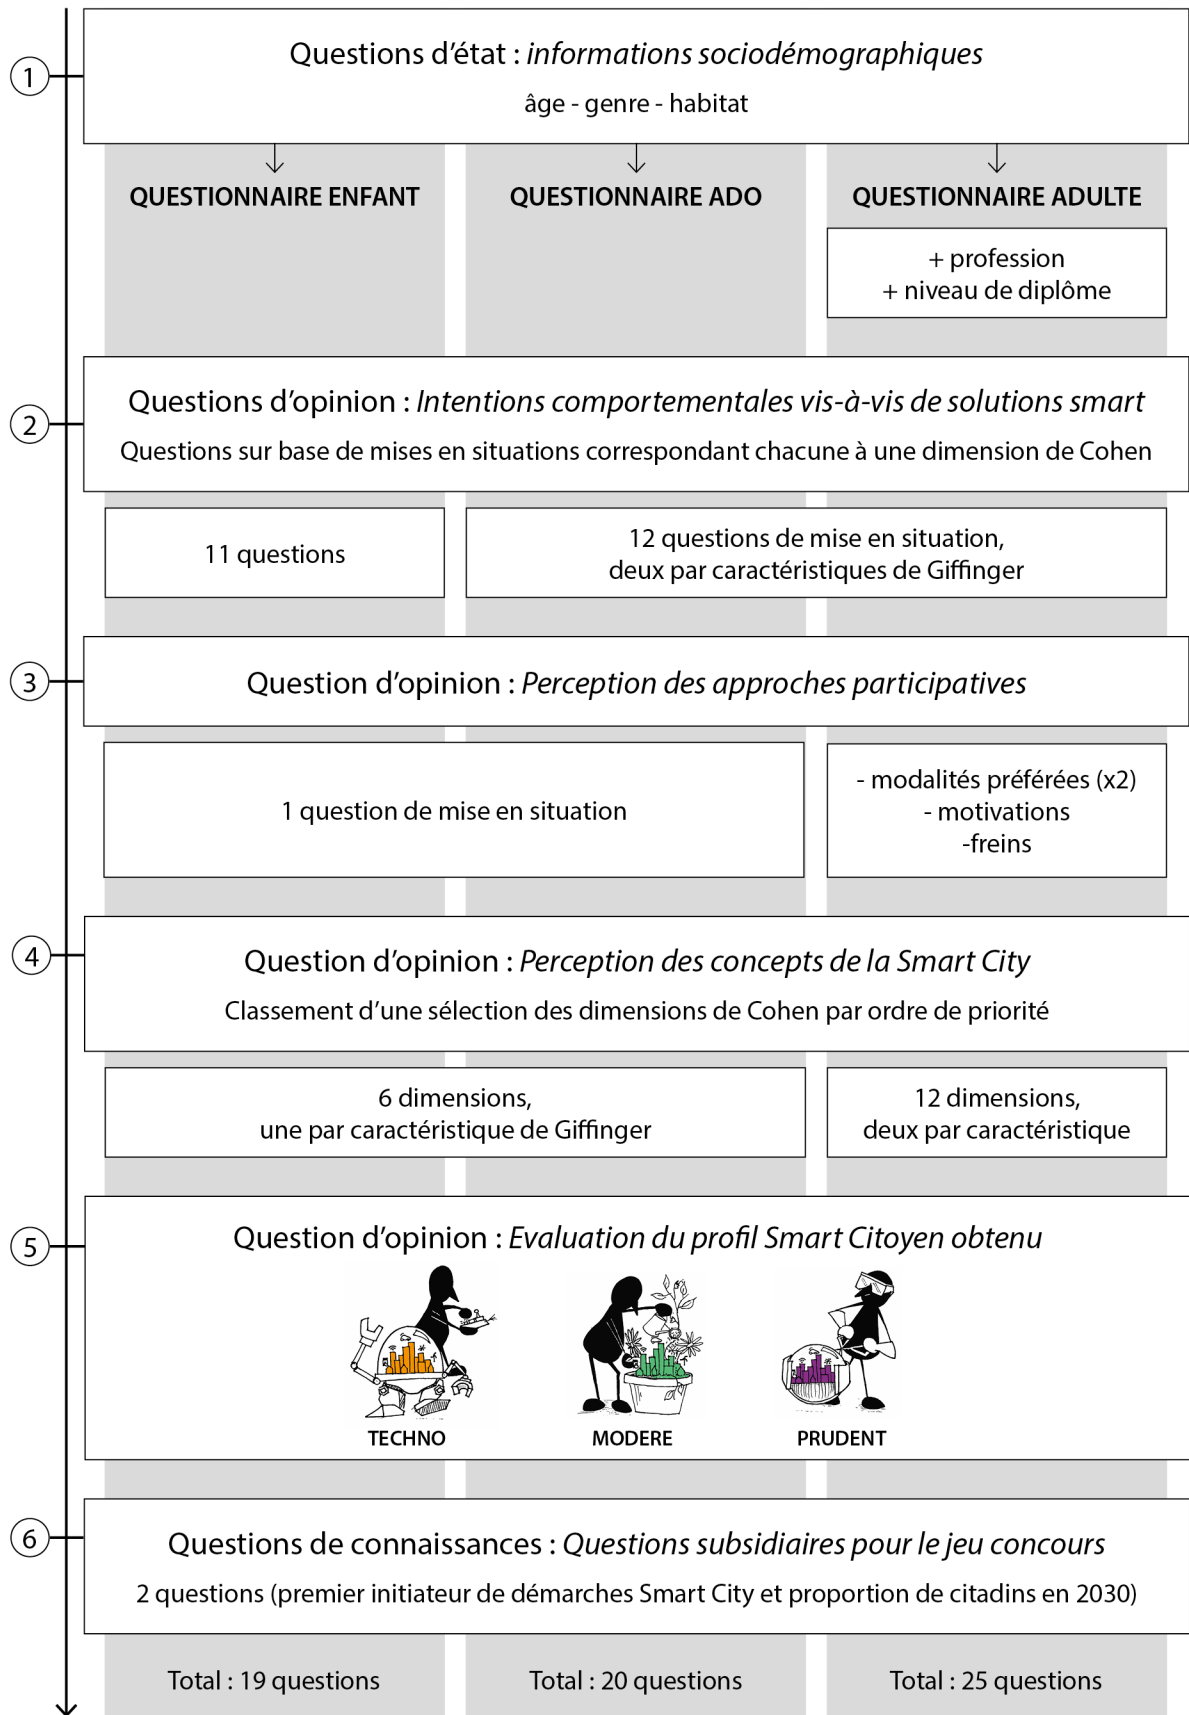 1
Questions d'état : informations sociodémographiques
âge - genre - habitat
QUESTIONNAIRE ENFANT
QUESTIONNAIRE ADO
QUESTIONNAIRE ADULTE
+ profession
+ niveau de diplôme
2
Questions d'opinion : Intentions comportementales vis-à-vis de solutions smart
Questions sur base de mises en situations correspondant chacune à une dimension de Cohen
11 questions
12 questions de mise en situation,
deux par caractéristiques de Giffinger
3
Question d'opinion : Perception des approches participatives
1 question de mise en situation
- modalités préférées (x2)
- motivations
-freins
4
Question d'opinion : Perception des concepts de la Smart City
Classement d'une sélection des dimensions de Cohen par ordre de priorité
6 dimensions,
une par caractéristique de Giffinger
12 dimensions,
deux par caractéristique
5
Question d'opinion : Evaluation du profil Smart Citoyen obtenu
TECHNO
MODERE
PRUDENT
6
Questions de connaissances : Questions subsidiaires pour le jeu concours
2 questions (premier initiateur de démarches Smart City et proportion de citadins en 2030)
Total : 19 questions
Total : 20 questions
Total : 25 questions